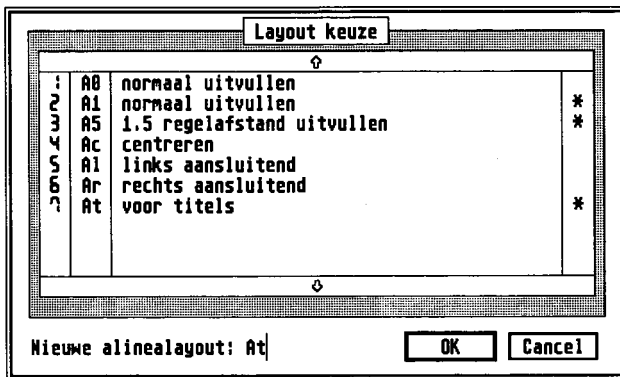 Layout keuze
⇧
1 A0 normaal uitvullen
2 A1 normaal uitvullen *
3 A5 1.5 regelafstand uitvullen *
4 Ac centreren
5 Al links aansluitend
6 Ar rechts aansluitend
7 At voor titels *
⇩
Nieuwe alinealayout: At
OK Cancel